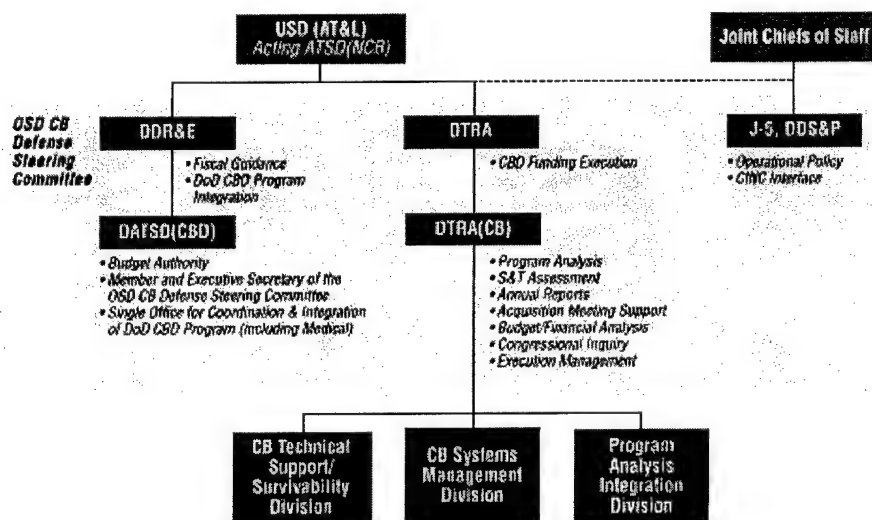 USD (AT&L)
Acting ATSD(NCB)
Joint Chiefs of Staff
OSD CB
Defense
Steering
Committee
DDR&E
• Fiscal Guidance
• DoD CBD Program
Integration
DTRA
• CBD Funding Execution
J-5, DDS&P
• Operational Policy
• CINC Interface
DATSD(CBD)
• Budget Authority
• Member and Executive Secretary of the
OSD CB Defense Steering Committee
• Single Office for Coordination & Integration
of DoD CBD Program (including Medical)
DTRA(CB)
• Program Analysis
• S&T Assessment
• Annual Reports
• Acquisition Meeting Support
• Budget/Financial Analysis
• Congressional Inquiry
• Execution Management
CB Technical
Support/
Survivability
Division
CB Systems
Management
Division
Program
Analysis
Integration
Division